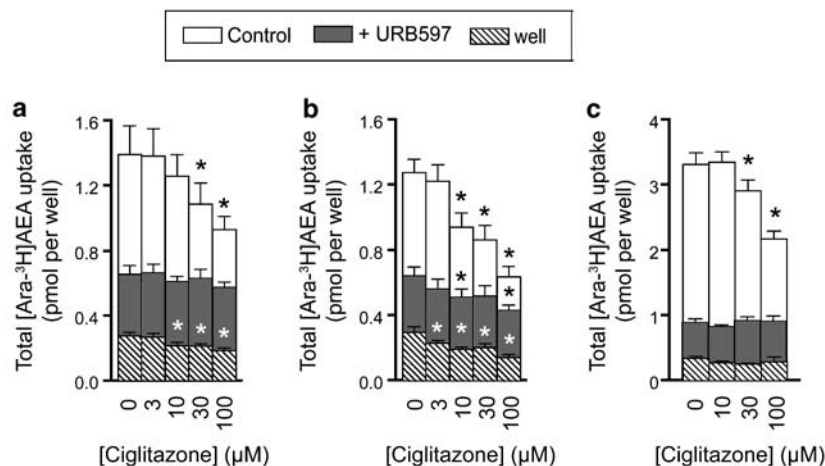 Control + URB597 well
a b c
Total [Ara-³H]AEA uptake
(pmol per well)
1.6
1.2
0.8
0.4
0.0
* *
* * *
0 3 10 30 100
[Ciglitazone] (µM)
Total [Ara-³H]AEA uptake
(pmol per well)
1.6
1.2
0.8
0.4
0.0
* * *
* *
* * * *
0 3 10 30 100
[Ciglitazone] (µM)
Total [Ara-³H]AEA uptake
(pmol per well)
4
3
2
1
0
* *
0 10 30 100
[Ciglitazone] (µM)